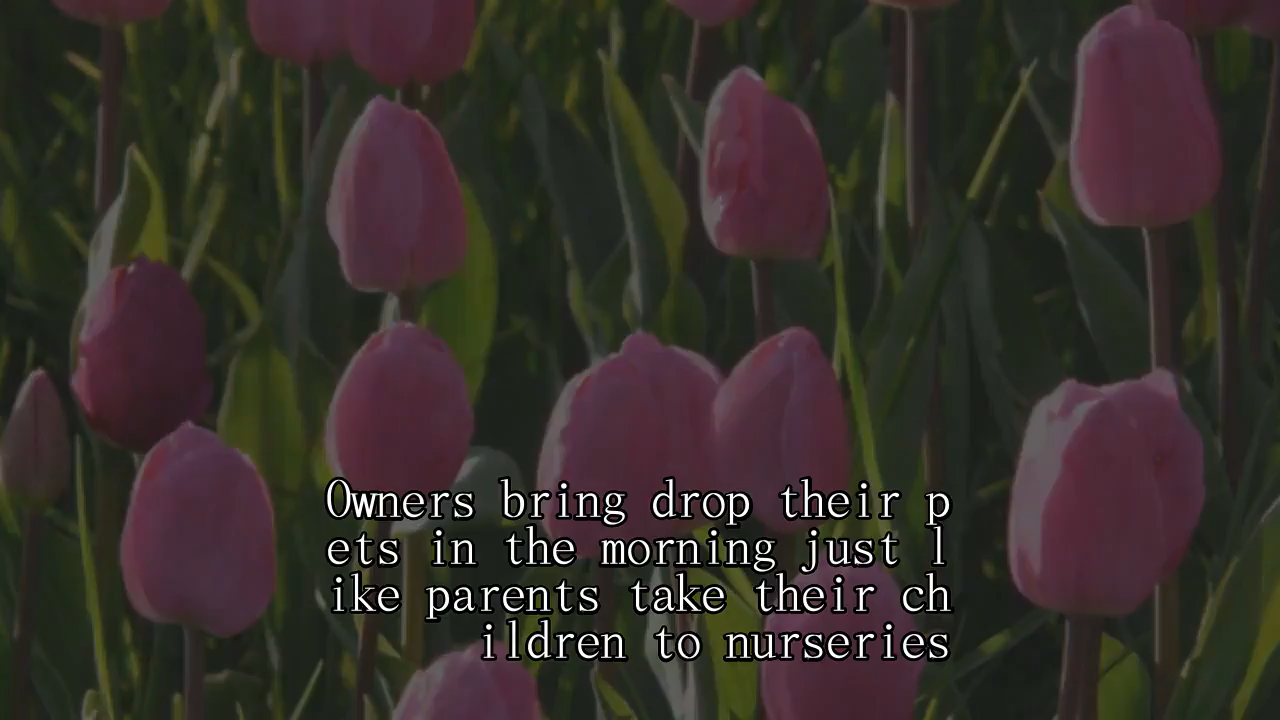 Owners bring drop their p
ets in the morning just l
ike parents take their ch
ildren to nurseries